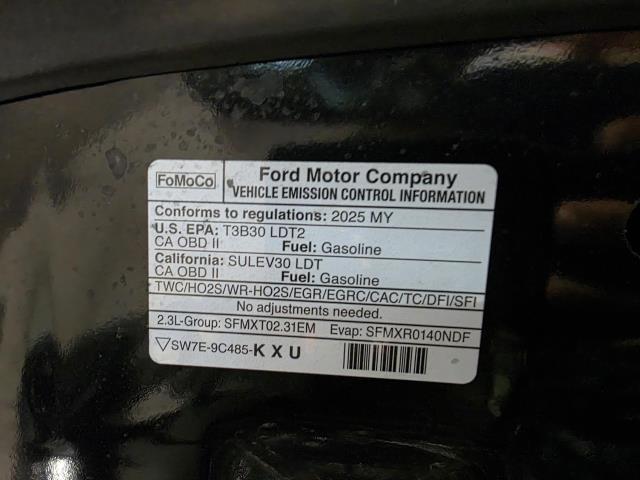 FoMoCo
Ford Motor Company
VEHICLE EMISSION CONTROL INFORMATION
Conforms to regulations: 2025 MY
U.S. EPA: T3B30 LDT2
CA OBD II Fuel: Gasoline
California: SULEV30 LDT
CA OBD II Fuel: Gasoline
TWC/HO2S/WR-HO2S/EGR/EGRC/CAC/TC/DFI/SFI
No adjustments needed.
2.3L-Group: SFMXT02.31EM Evap: SFMXR0140NDF
SW7E-9C485-KXU